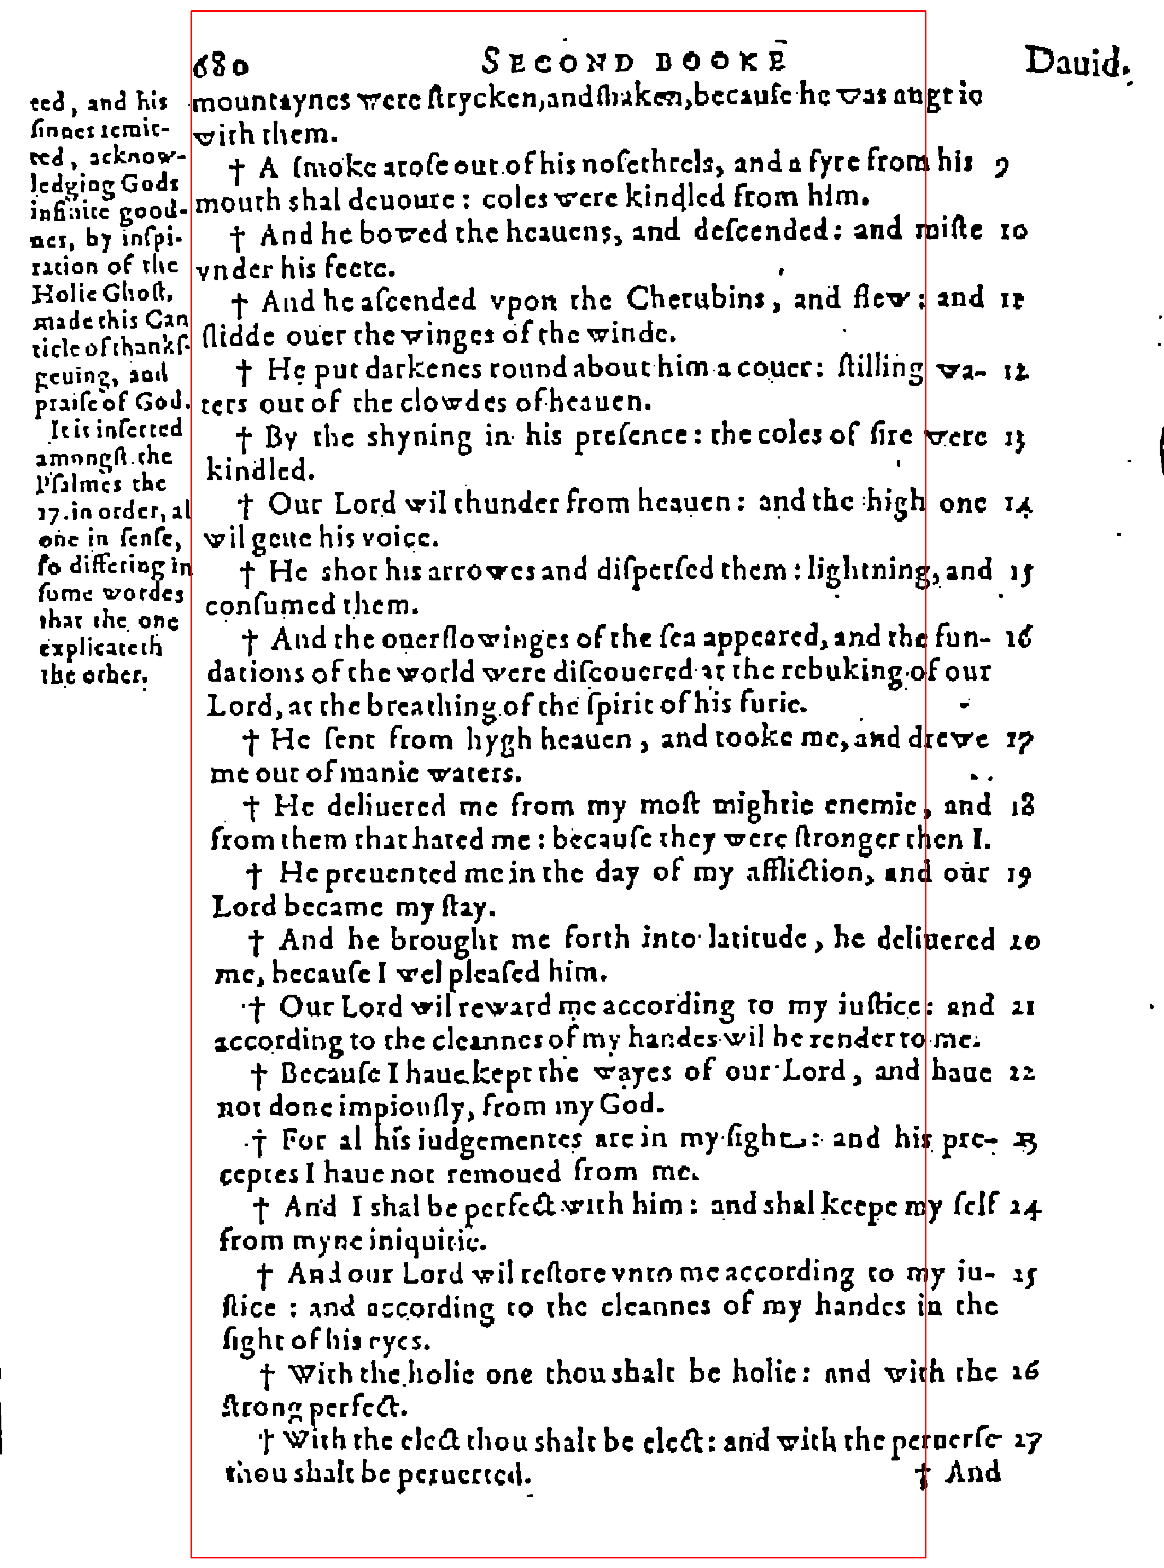 680 SECOND BOOKE Dauid.
ted, and his
sinnes remit-
ted, acknow-
ledging Gods
infinite good-
nes, by inspi-
ration of the
Holie Ghost,
made this Can
ticle of thankſ-
geuing, and
praiſe of God.
It is inſerted
amongſt the
Pſalmes the
17. in order, al
one in ſenſe,
ſo differing in
ſome wordes
that the one
explicateth
the other.
mountaynes were ſtrycken, and ſhaken, becauſe he was angrie
with them.
† A ſmoke aroſe out of his noſethrels, and a fyre from his 9
mouth shal deuoure: coles were kindled from him.
† And he bowed the heauens, and deſcended: and miſte 10
vnder his feete.
† And he aſcended vpon the Cherubins, and flew: and 11
ſlidde ouer the winges of the winde.
† He put darkenes round about him a couer: ſtilling wa- 12
ters out of the clowdes of heauen.
† By the shyning in his preſence: the coles of fire were 13
kindled.
† Our Lord wil thunder from heauen: and the high one 14
wil geue his voice.
† He shot his arrowes and diſperſed them: lightning, and 15
conſumed them.
† And the ouerflowinges of the ſea appeared, and the fun- 16
dations of the world were diſcouered at the rebuking of our
Lord, at the breathing of the ſpirit of his furie.
† He ſent from hygh heauen, and tooke me, and drewe 17
me out of manie waters.
† He deliuered me from my moſt mightie enemie, and 18
from them that hated me: becauſe they were ſtronger then I.
† He preuented me in the day of my affliction, and our 19
Lord became my ſtay.
† And he brought me forth into latitude, he deliuered 20
me, becauſe I wel pleaſed him.
† Our Lord wil reward me according to my iuſtice: and 21
according to the cleannes of my handes wil he render to me.
† Becauſe I haue kept the wayes of our Lord, and haue 22
not done impiouſly, from my God.
† For al his iudgementes are in my ſight: and his pre- 23
ceptes I haue not remoued from me.
† And I shal be perfect with him: and shal keepe my ſelf 24
from myne iniquitie.
† And our Lord wil reſtore vnto me according to my iu- 25
ſtice: and according to the cleannes of my handes in the
ſight of his eyes.
† With the holie one thou shalt be holie: and with the 26
ſtrong perfect.
† With the elect thou shalt be elect: and with the peruerſe 27
thou shalt be peruerted. † And